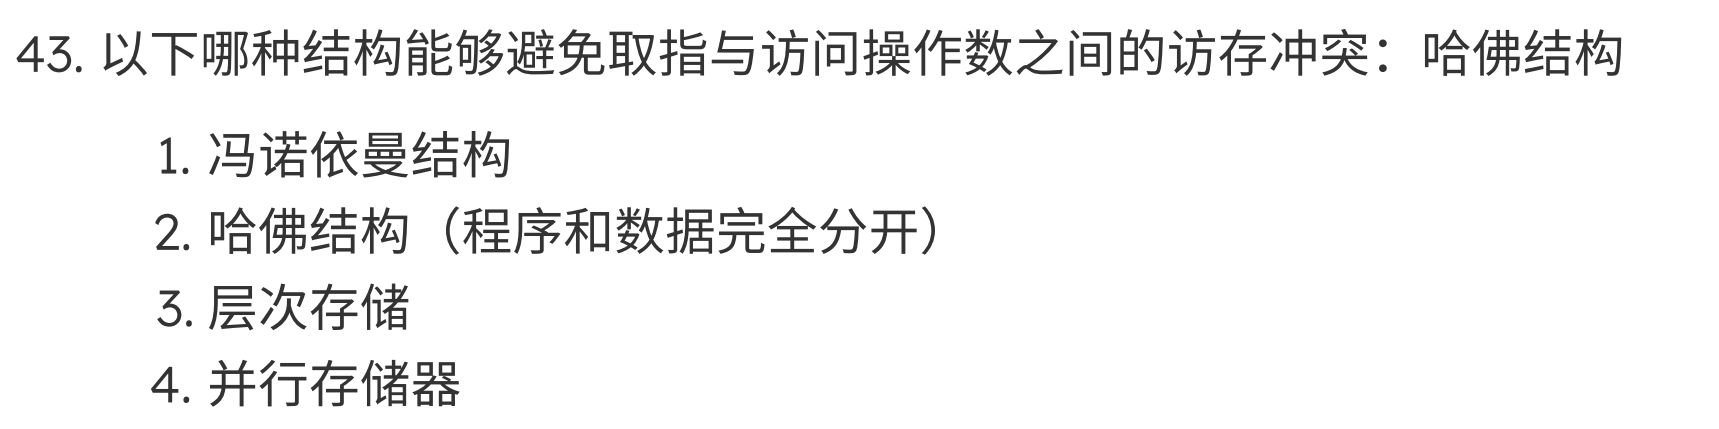 43. 以下哪种结构能够避免取指与访问操作数之间的访存冲突：哈佛结构
1. 冯诺依曼结构
2. 哈佛结构（程序和数据完全分开）
3. 层次存储
4. 并行存储器